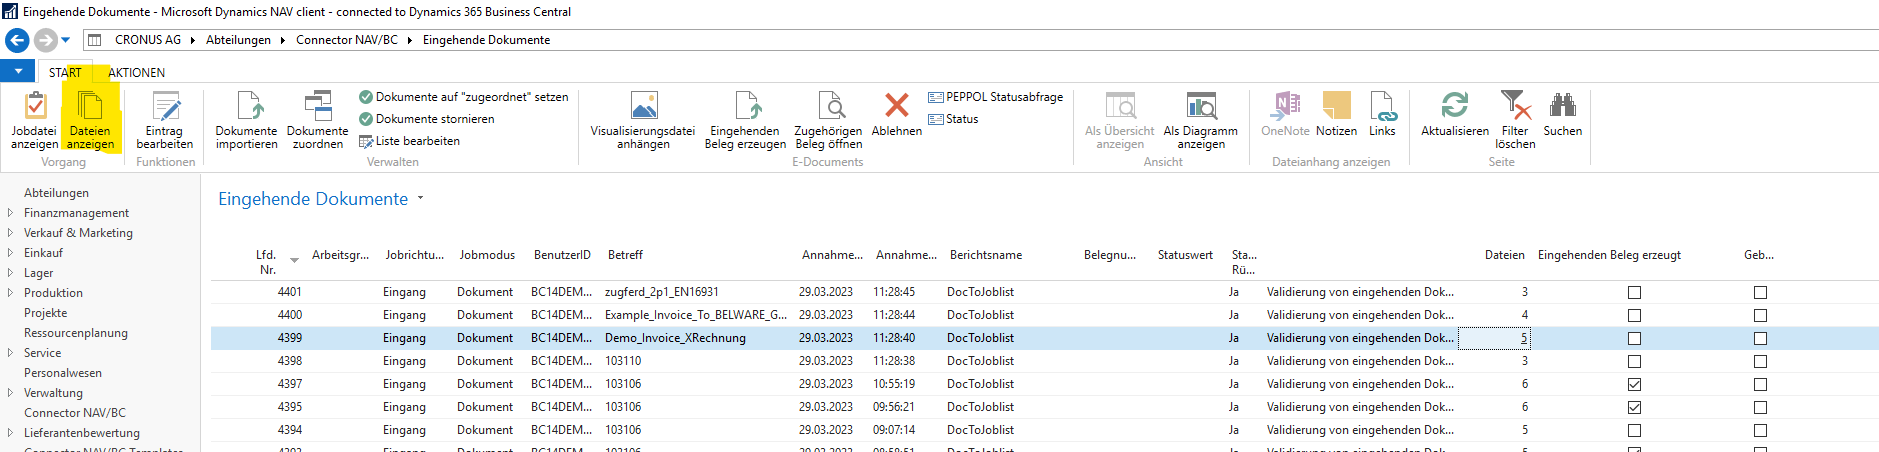 Eingehende Dokumente - Microsoft Dynamics NAV client - connected to Dynamics 365 Business Central
CRONUS AG Abteilungen Connector NAV/BC Eingehende Dokumente
START AKTIONEN
Jobdatei anzeigen
Dateien anzeigen
Vorgang
Eintrag bearbeiten
Funktionen
Dokumente importieren
Dokumente zuordnen
Dokumente auf "zugeordnet" setzen
Dokumente stornieren
Liste bearbeiten
Verwalten
Visualisierungsdatei anhängen
Eingehenden Beleg erzeugen
Zugehörigen Beleg öffnen
Ablehnen
PEPPOL Statusabfrage
Status
E-Documents
Als Übersicht anzeigen
Als Diagramm anzeigen
Ansicht
OneNote
Notizen
Links
Dateianhang anzeigen
Aktualisieren
Filter löschen
Suchen
Seite
Abteilungen
Finanzmanagement
Verkauf & Marketing
Einkauf
Lager
Produktion
Projekte
Ressourcenplanung
Service
Personalwesen
Verwaltung
Connector NAV/BC
Lieferantenbewertung
Connector NAV/BC Templates
Eingehende Dokumente
Lfd. Nr. Arbeitsgr... Jobrichtu... Jobmodus BenutzerID Betreff Annahme... Annahme... Berichtsname Belegnu... Statuswert Sta... Rü... Dateien Eingehenden Beleg erzeugt Geb...
4401 Eingang Dokument BC14DEM... zugferd_2p1_EN16931 29.03.2023 11:28:45 DocToJoblist Ja Validierung von eingehenden Dok... 3
4400 Eingang Dokument BC14DEM... Example_Invoice_To_BELWARE_G... 29.03.2023 11:28:44 DocToJoblist Ja Validierung von eingehenden Dok... 4
4399 Eingang Dokument BC14DEM... Demo_Invoice_XRechnung 29.03.2023 11:28:40 DocToJoblist Ja Validierung von eingehenden Dok... 5
4398 Eingang Dokument BC14DEM... 103110 29.03.2023 11:28:38 DocToJoblist Ja Validierung von eingehenden Dok... 3
4397 Eingang Dokument BC14DEM... 103106 29.03.2023 10:55:19 DocToJoblist Ja Validierung von eingehenden Dok... 6
4395 Eingang Dokument BC14DEM... 103106 29.03.2023 09:56:21 DocToJoblist Ja Validierung von eingehenden Dok... 6
4394 Eingang Dokument BC14DEM... 103106 29.03.2023 09:07:14 DocToJoblist Ja Validierung von eingehenden Dok... 5